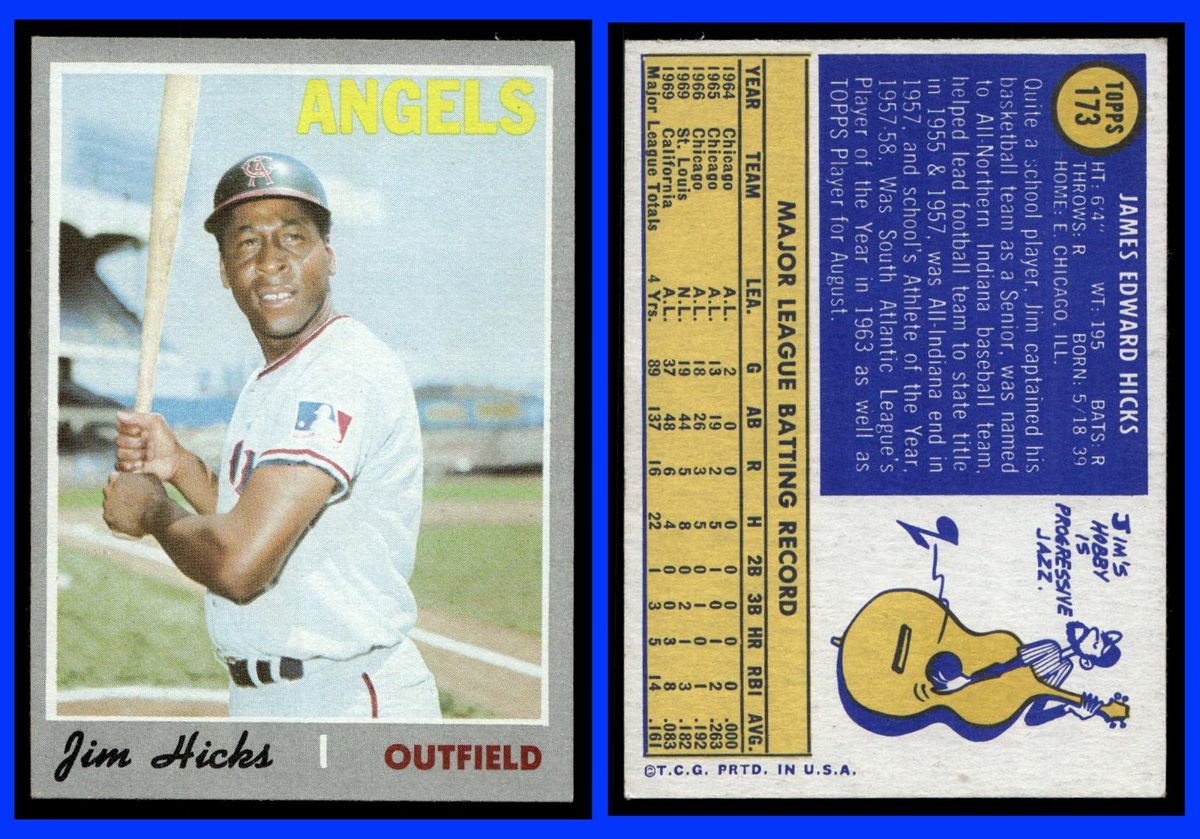 ANGELS
CA
Jim Hicks | OUTFIELD
TOPPS
173
JAMES EDWARD HICKS
HT: 6'4" WT: 195 BATS: R
THROWS: R BORN: 5/18 39
HOME: E. CHICAGO, ILL.
Quite a school player, Jim captained his
basketball team as a Senior, was named
to All-Northern Indiana baseball team,
helped lead football team to state title
in 1955 & 1957, was All-Indiana end in
1957, and school's Athlete of the Year,
1957-58. Was South Atlantic League's
Player of the Year in 1963 as well as
TOPPS Player for August
JIM'S
HOBBY
IS
PROGRESSIVE
JAZZ.
MAJOR LEAGUE BATTING RECORD
YEAR TEAM LEA. G AB R H 2B 3B HR RBI AVG.
1964 Chicago A.L. 2 0 0 0 0 0 0 0 .000
1965 Chicago A.L. 13 19 2 5 1 0 1 2 .263
1966 Chicago A.L. 18 26 3 5 0 1 0 1 .192
1969 St. Louis N.L. 19 44 5 8 0 2 1 3 .182
1969 California A.L. 37 48 6 4 0 0 3 8 .083
Major League Totals 4 Yrs. 89 137 16 22 1 3 5 14 .161
©T.C.G. PRTD. IN U.S.A.